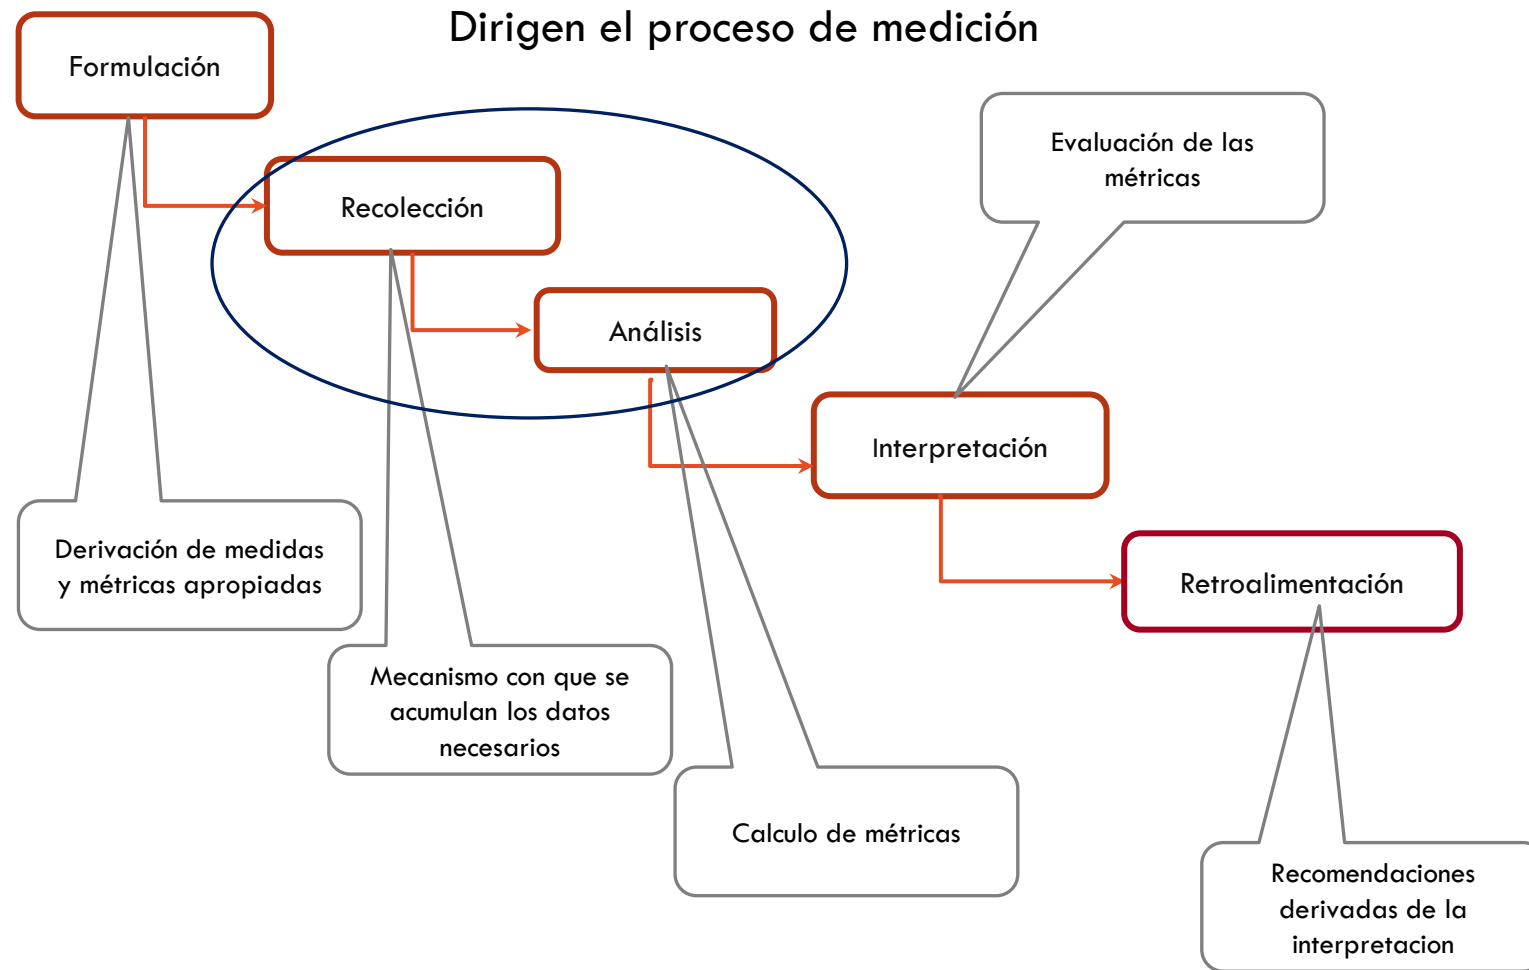 Dirigen el proceso de medición
Formulación
Recolección
Análisis
Interpretación
Retroalimentación
Evaluación de las
métricas
Derivación de medidas
y métricas apropiadas
Mecanismo con que se
acumulan los datos
necesarios
Calculo de métricas
Recomendaciones
derivadas de la
interpretacion